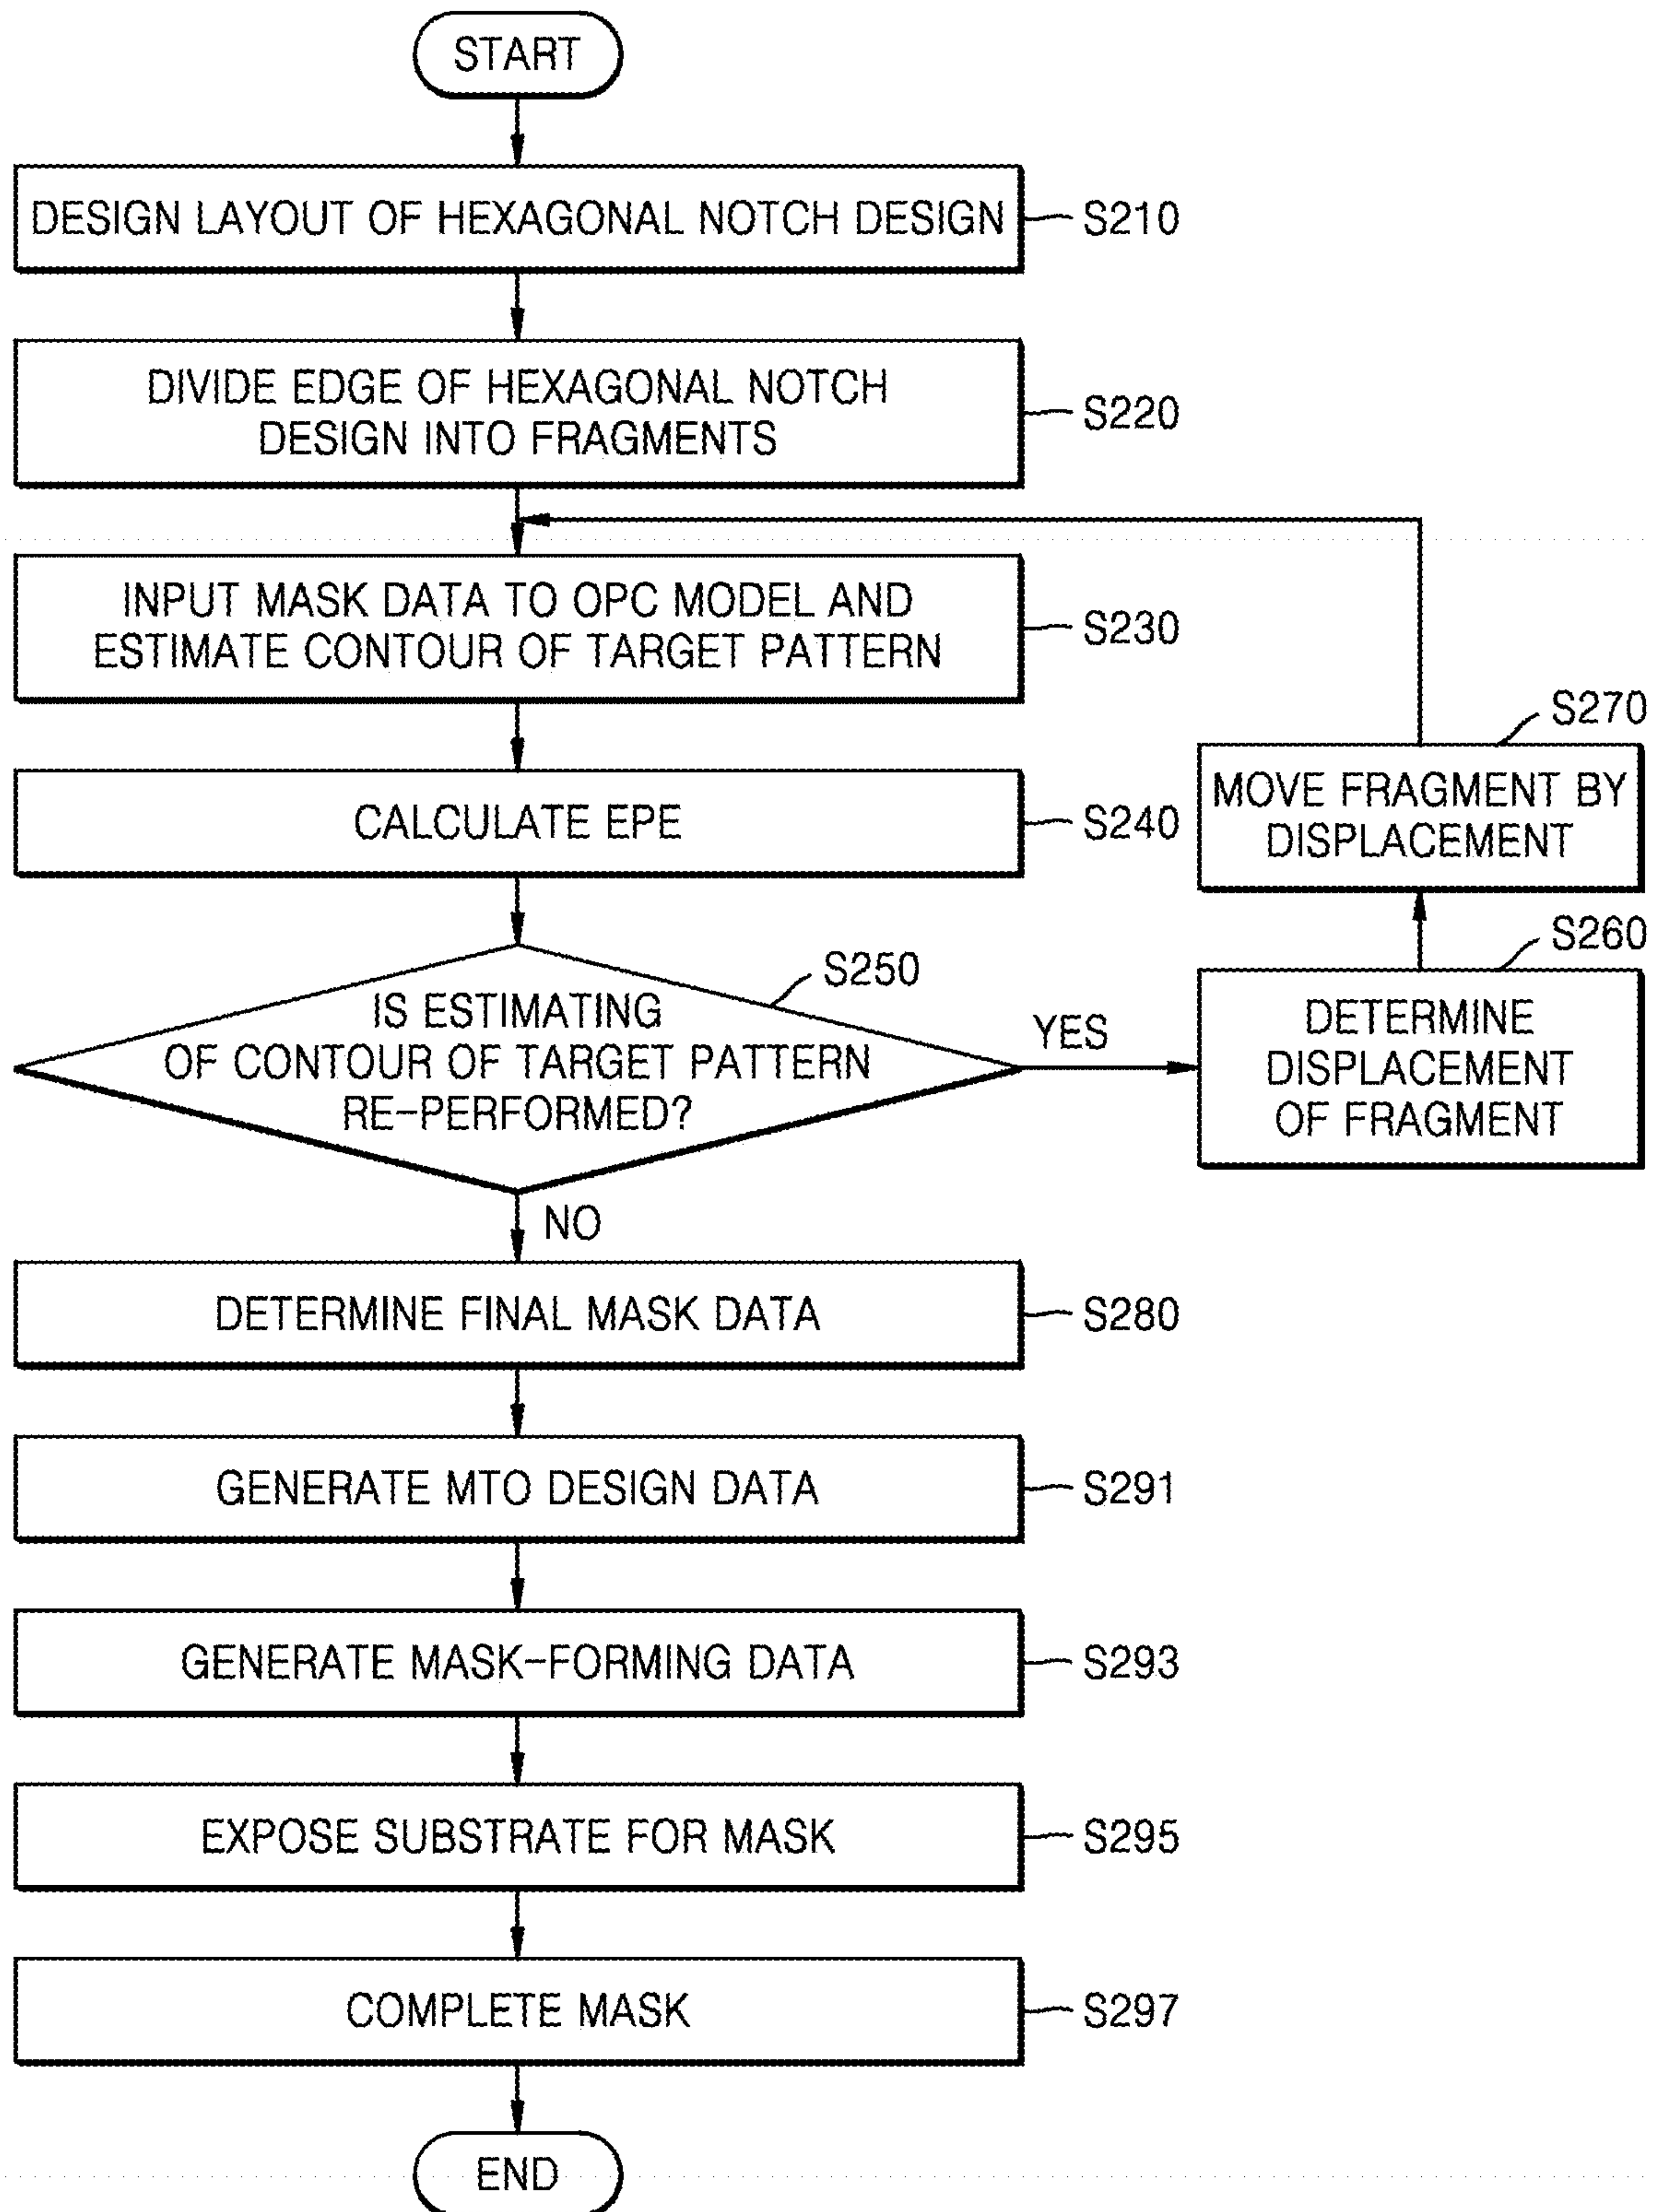 START
DESIGN LAYOUT OF HEXAGONAL NOTCH DESIGN
S210
DIVIDE EDGE OF HEXAGONAL NOTCH
DESIGN INTO FRAGMENTS
S220
INPUT MASK DATA TO OPC MODEL AND
ESTIMATE CONTOUR OF TARGET PATTERN
S230
CALCULATE EPE
S240
IS ESTIMATING
OF CONTOUR OF TARGET PATTERN
RE-PERFORMED?
S250
YES
DETERMINE
DISPLACEMENT
OF FRAGMENT
S260
MOVE FRAGMENT BY
DISPLACEMENT
S270
NO
DETERMINE FINAL MASK DATA
S280
GENERATE MTO DESIGN DATA
S291
GENERATE MASK-FORMING DATA
S293
EXPOSE SUBSTRATE FOR MASK
S295
COMPLETE MASK
S297
END